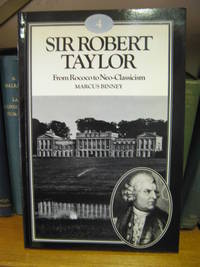 4
SIR ROBERT
TAYLOR
From Rococo to Neo-Classicism
MARCUS BINNEY